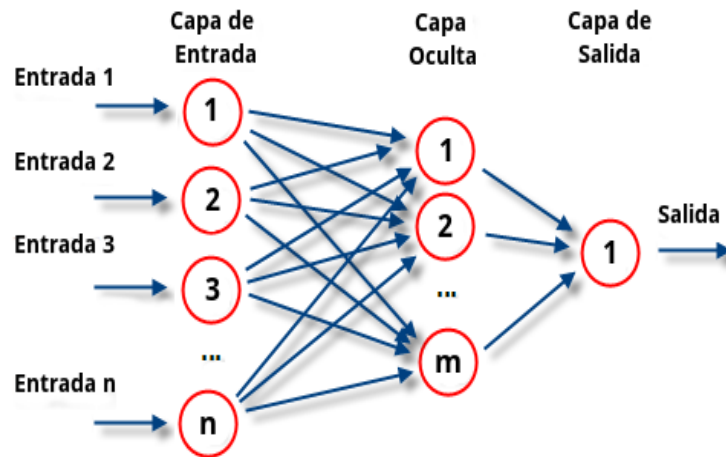 Capa de
Entrada
Capa
Oculta
Capa de
Salida
Entrada 1
1
Entrada 2
2
Entrada 3
3
...
Entrada n
n
1
2
...
m
1
Salida